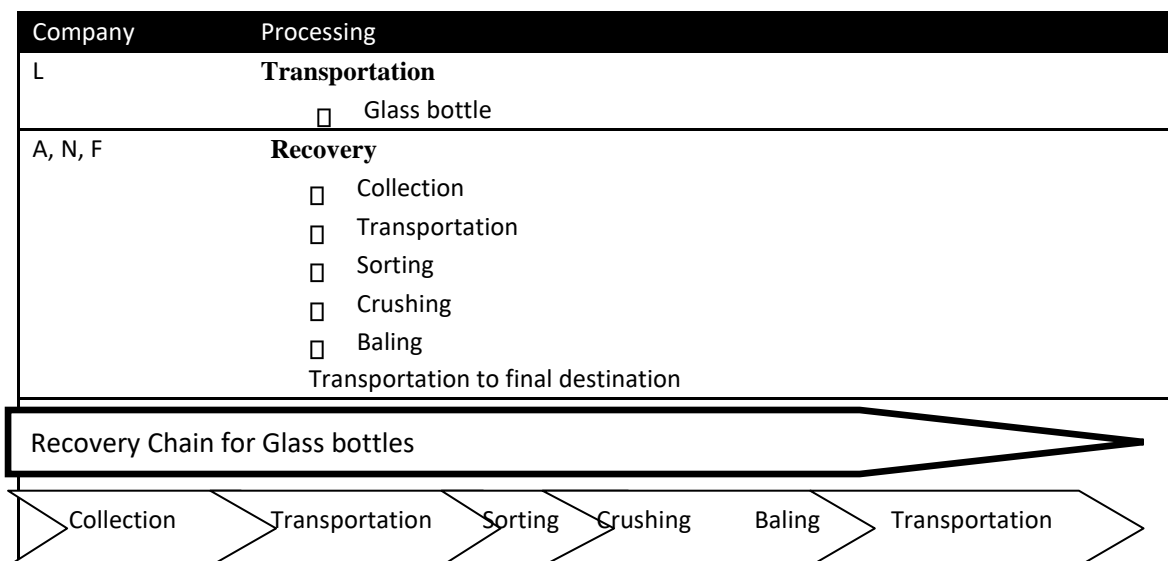 Company Processing
L Transportation
Glass bottle
A, N, F Recovery
Collection
Transportation
Sorting
Crushing
Baling
Transportation to final destination
Recovery Chain for Glass bottles
Collection Transportation Sorting Crushing Baling Transportation